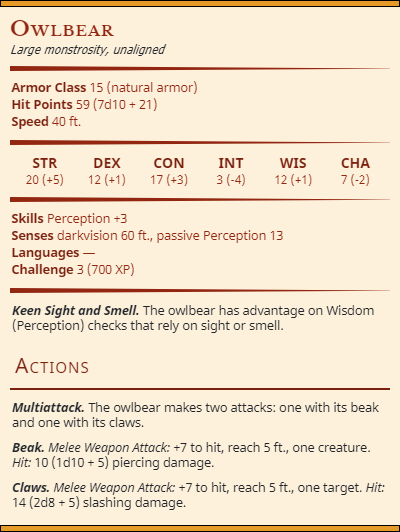 Owlbear
Large monstrosity, unaligned
Armor Class 15 (natural armor)
Hit Points 59 (7d10 + 21)
Speed 40 ft.
STR DEX CON INT WIS CHA
20 (+5) 12 (+1) 17 (+3) 3 (-4) 12 (+1) 7 (-2)
Skills Perception +3
Senses darkvision 60 ft., passive Perception 13
Languages —
Challenge 3 (700 XP)
Keen Sight and Smell. The owlbear has advantage on Wisdom
(Perception) checks that rely on sight or smell.
Actions
Multiattack. The owlbear makes two attacks: one with its beak
and one with its claws.
Beak. Melee Weapon Attack: +7 to hit, reach 5 ft., one creature.
Hit: 10 (1d10 + 5) piercing damage.
Claws. Melee Weapon Attack: +7 to hit, reach 5 ft., one target. Hit:
14 (2d8 + 5) slashing damage.